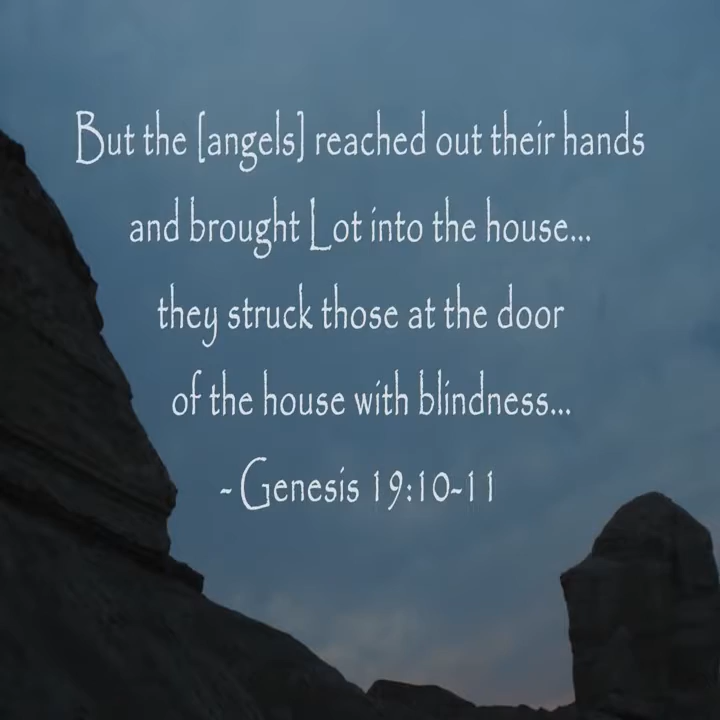 But the [angels] reached out their hands
and brought Lot into the house...
they struck those at the door
of the house with blindness...
- Genesis 19:10-11